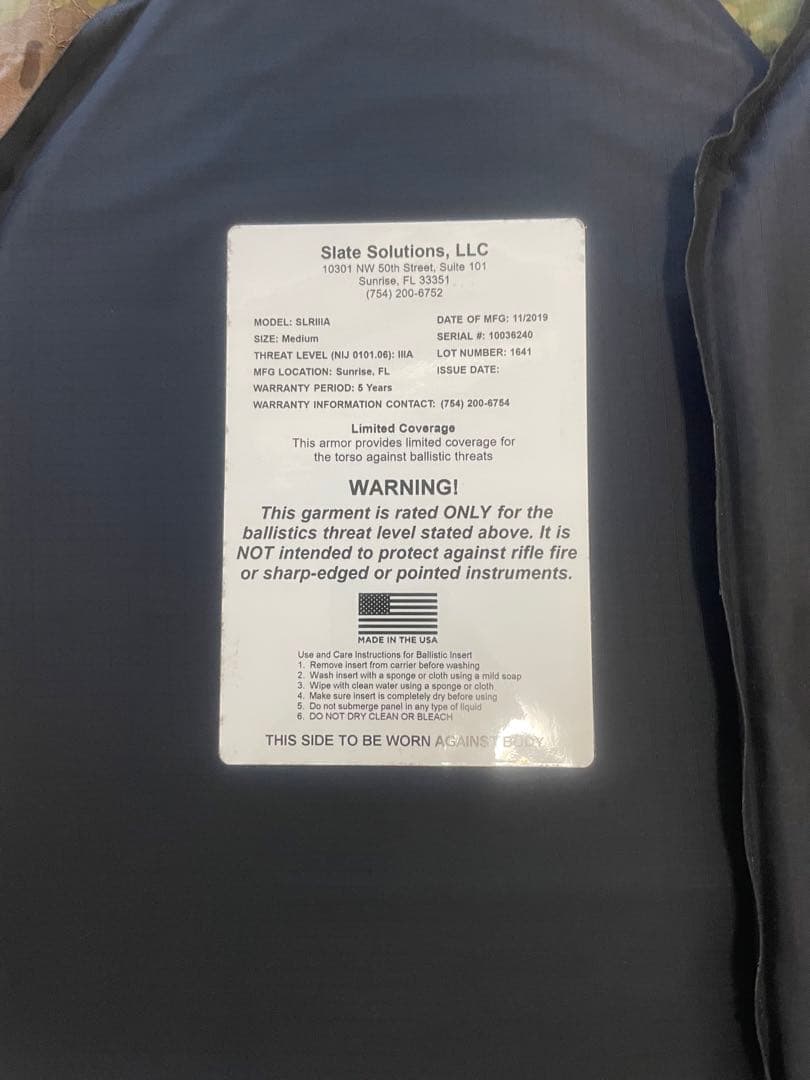 Slate Solutions, LLC
10301 NW 50th Street, Suite 101
Sunrise, FL 33351
(754) 200-6752
MODEL: SLRIIIA
DATE OF MFG: 11/2019
SIZE: Medium
SERIAL #: 10036240
THREAT LEVEL (NIJ 0101.06): IIIA
LOT NUMBER: 1641
MFG LOCATION: Sunrise, FL
ISSUE DATE:
WARRANTY PERIOD: 5 Years
WARRANTY INFORMATION CONTACT: (754) 200-6754
Limited Coverage
This armor provides limited coverage for
the torso against ballistic threats
WARNING!
This garment is rated ONLY for the
ballistics threat level stated above. It is
NOT intended to protect against rifle fire
or sharp-edged or pointed instruments.
MADE IN THE USA
Use and Care Instructions for Ballistic Insert
1. Remove insert from carrier before washing
2. Wash insert with a sponge or cloth using a mild soap
3. Wipe with clean water using a sponge or cloth
4. Make sure insert is completely dry before using
5. Do not submerge panel in any type of liquid
6. DO NOT DRY CLEAN OR BLEACH
THIS SIDE TO BE WORN AGAINST BODY